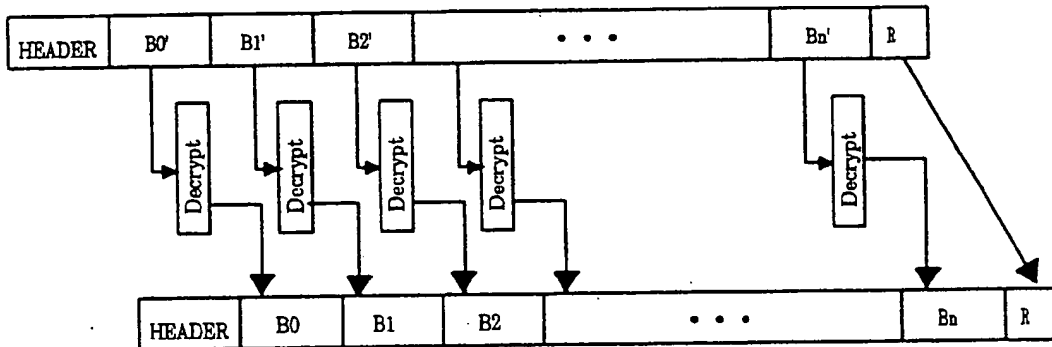 HEADER B0' B1' B2' • • • Bn' R
Decrypt Decrypt Decrypt Decrypt Decrypt
HEADER B0 B1 B2 • • • Bn R